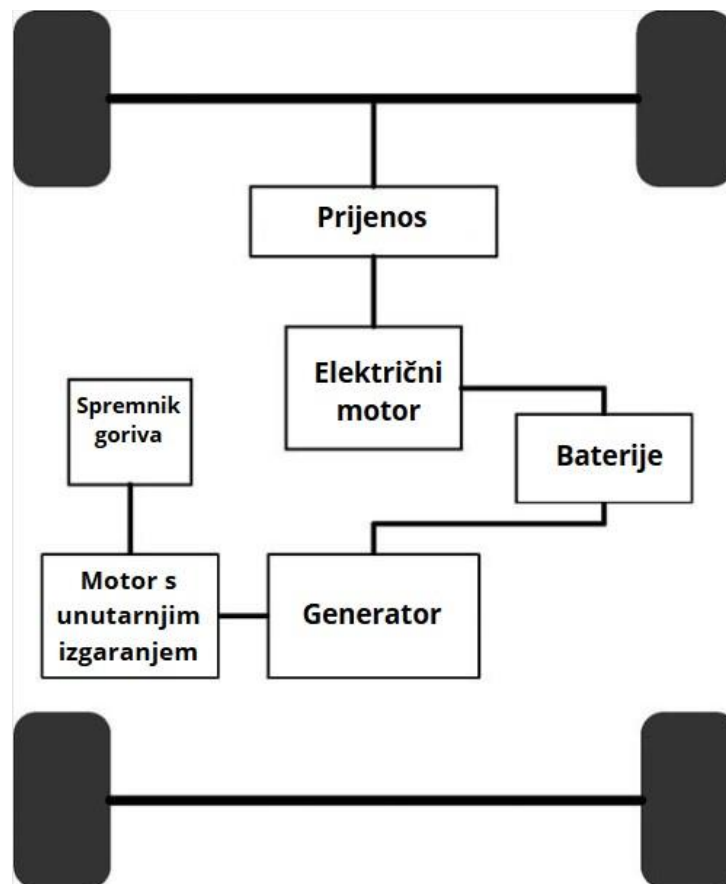 Prijenos
Električni
motor
Spremnik
goriva
Baterije
Motor s
unutarnjim
izgaranjem
Generator